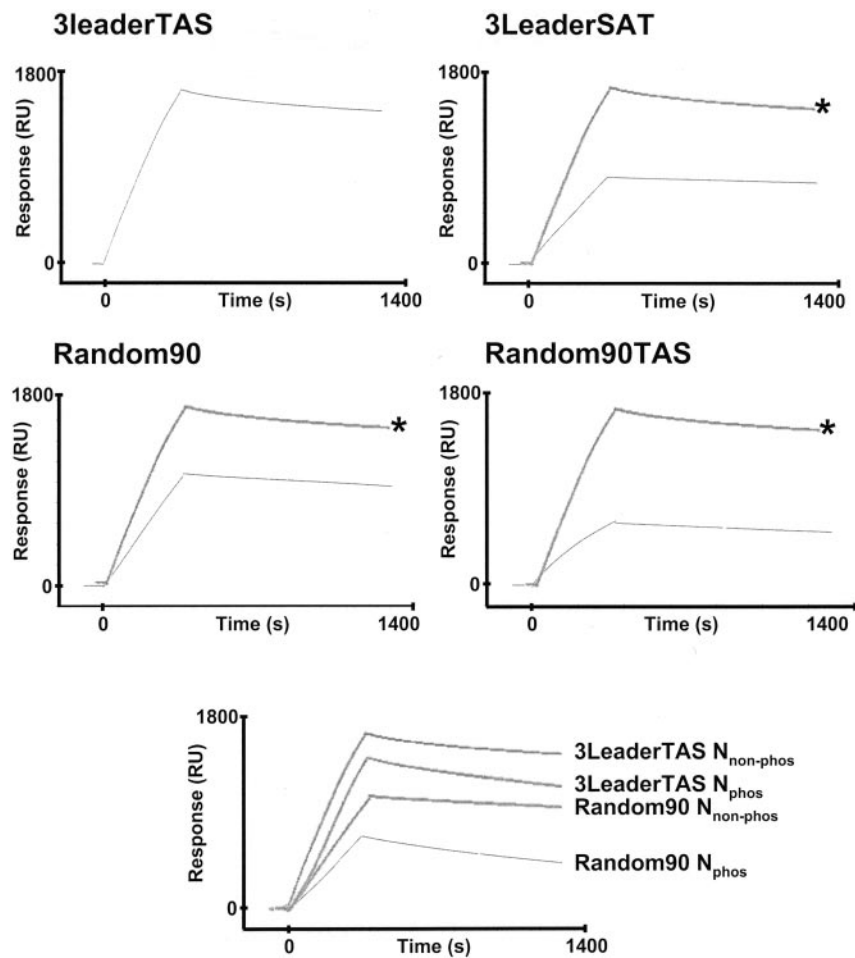 3leaderTAS
1800
Response (RU)
0
0
Time (s)
1400
3LeaderSAT
1800
Response (RU)
*
0
0
Time (s)
1400
Random90
1800
Response (RU)
*
0
0
Time (s)
1400
Random90TAS
1800
Response (RU)
*
0
0
Time (s)
1400
1800
Response (RU)
3LeaderTAS Nnon-phos
3LeaderTAS Nphos
Random90 Nnon-phos
Random90 Nphos
0
0
Time (s)
1400